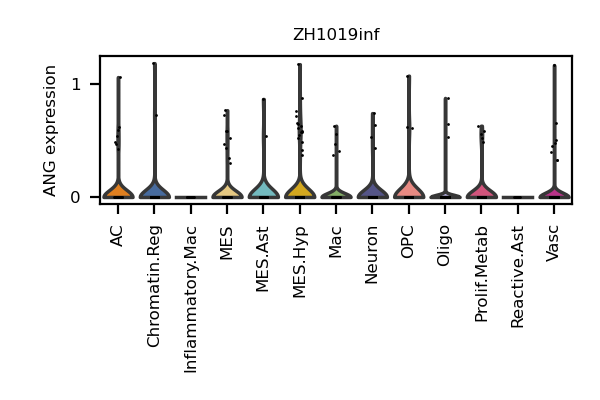 ZH1019inf
ANG expression
1
0
AC
Chromatin.Reg
Inflammatory.Mac
MES
MES.Ast
MES.Hyp
Mac
Neuron
OPC
Oligo
Prolif.Metab
Reactive.Ast
Vasc